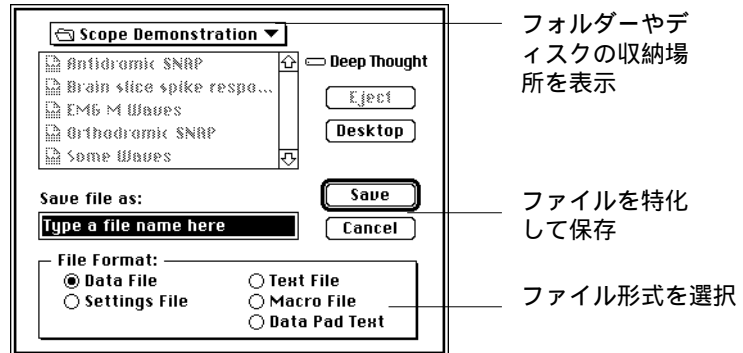 Scope Demonstration
Antidromic SNAP
Brain slice spike respo...
EMG M Waves
Orthodromic SNAP
Some Waves
Deep Thought
Eject
Desktop
Save file as:
Type a file name here
Save
Cancel
File Format:
Data File
Settings File
Text File
Macro File
Data Pad Text
フォルダーやデ
ィスクの収納場
所を表示
ファイルを特化
して保存
ファイル形式を選択